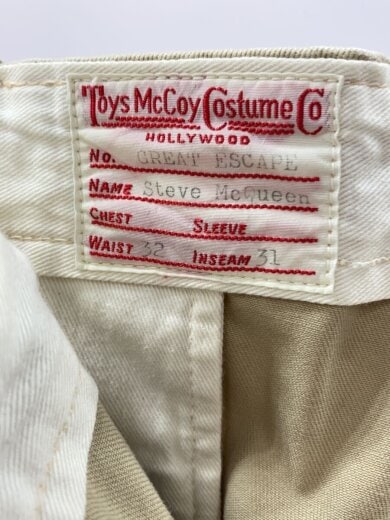 Toys McCoy Costume Co
HOLLYWOOD
No. GREAT ESCAPE
NAME Steve McQueen
CHEST SLEEVE
WAIST 32 INSEAM 31